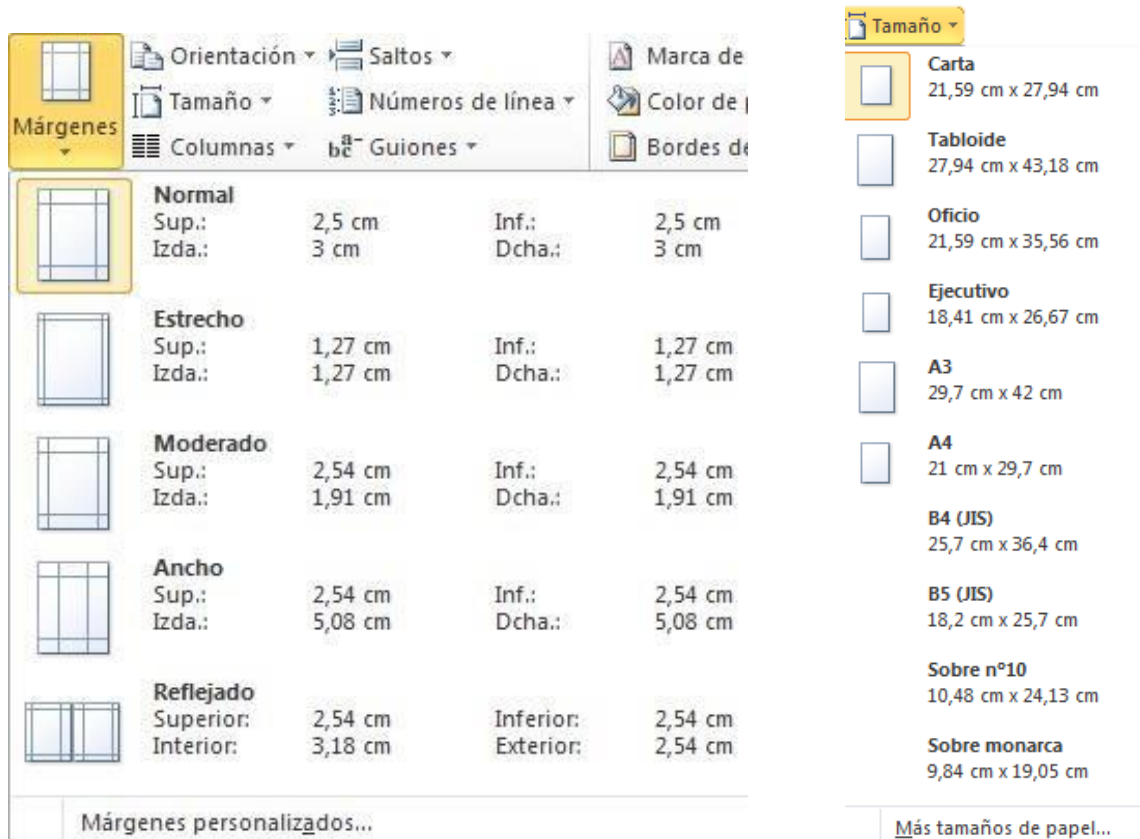 Márgenes
Orientación
Saltos
Marca de
Tamaño
Números de línea
Color de
Columnas
Guiones
Bordes de
Normal
Sup.: 2,5 cm Inf.: 2,5 cm
Izda.: 3 cm Dcha.: 3 cm
Estrecho
Sup.: 1,27 cm Inf.: 1,27 cm
Izda.: 1,27 cm Dcha.: 1,27 cm
Moderado
Sup.: 2,54 cm Inf.: 2,54 cm
Izda.: 1,91 cm Dcha.: 1,91 cm
Ancho
Sup.: 2,54 cm Inf.: 2,54 cm
Izda.: 5,08 cm Dcha.: 5,08 cm
Reflejado
Superior: 2,54 cm Inferior: 2,54 cm
Interior: 3,18 cm Exterior: 2,54 cm
Márgenes personalizados...
Tamaño
Carta
21,59 cm x 27,94 cm
Tabloide
27,94 cm x 43,18 cm
Oficio
21,59 cm x 35,56 cm
Ejecutivo
18,41 cm x 26,67 cm
A3
29,7 cm x 42 cm
A4
21 cm x 29,7 cm
B4 (JIS)
25,7 cm x 36,4 cm
B5 (JIS)
18,2 cm x 25,7 cm
Sobre nº10
10,48 cm x 24,13 cm
Sobre monarca
9,84 cm x 19,05 cm
Más tamaños de papel...